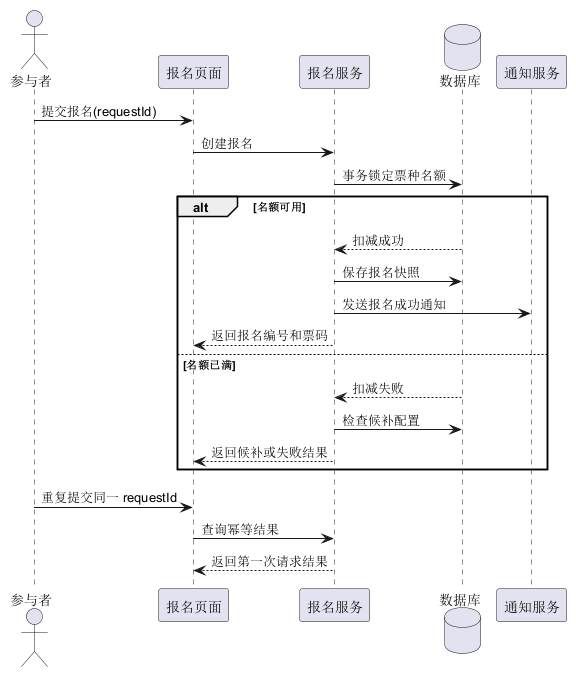 参与者
报名页面
报名服务
数据库
通知服务
提交报名(requestId)
创建报名
事务锁定票种名额
alt
[名额可用]
扣减成功
保存报名快照
发送报名成功通知
返回报名编号和票码
[名额已满]
扣减失败
检查候补配置
返回候补或失败结果
重复提交同一 requestId
查询幂等结果
返回第一次请求结果
参与者
报名页面
报名服务
数据库
通知服务